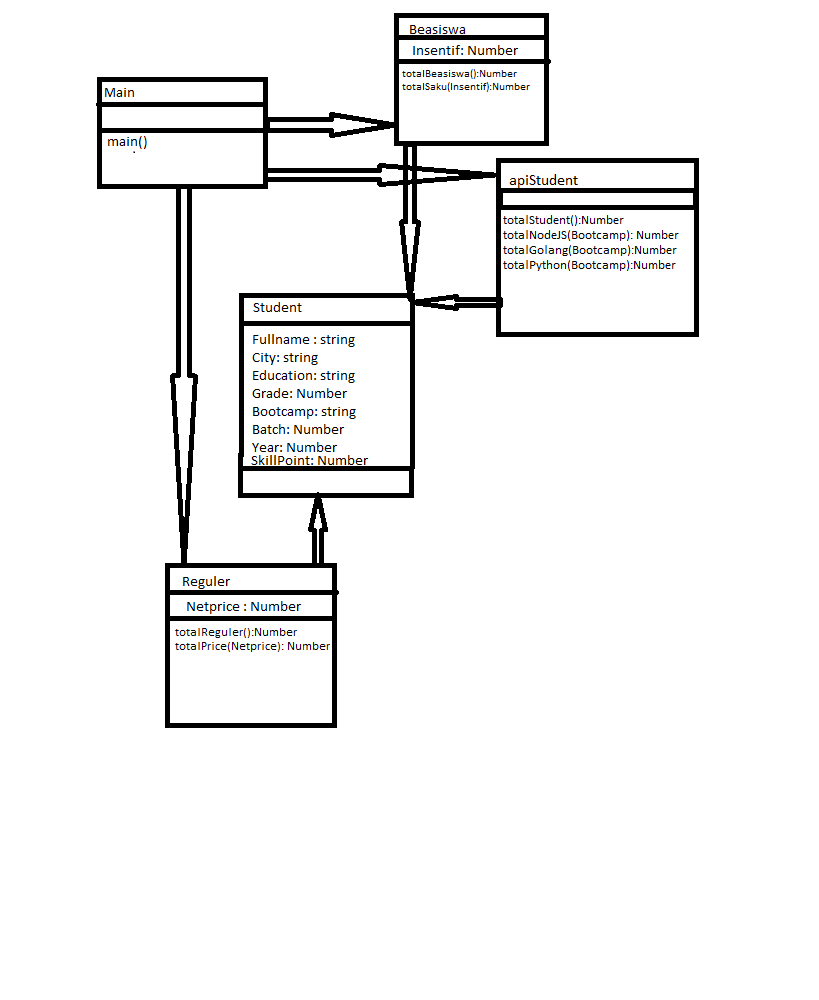 Beasiswa
Insentif: Number
totalBeasiswa():Number
totalSaku(Insentif):Number
Main
main()
apiStudent
totalStudent():Number
totalNodeJS(Bootcamp): Number
totalGolang(Bootcamp):Number
totalPython(Bootcamp):Number
Student
Fullname : string
City: string
Education: string
Grade: Number
Bootcamp: string
Batch: Number
Year: Number
SkillPoint: Number
Reguler
Netprice : Number
totalReguler():Number
totalPrice(Netprice): Number